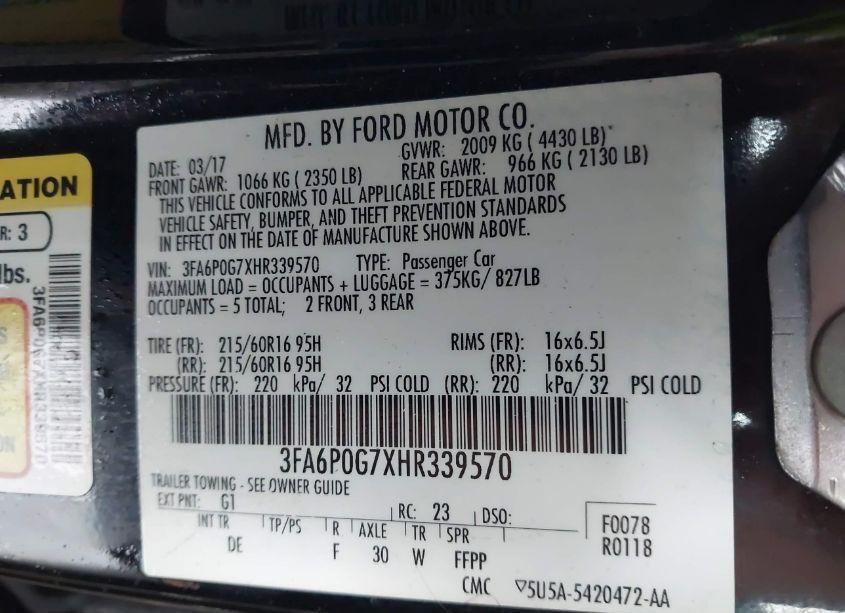 MFD. BY FORD MOTOR CO.
DATE: 03/17 GVWR: 2009 KG ( 4430 LB)
FRONT GAWR: 1066 KG ( 2350 LB) REAR GAWR: 966 KG ( 2130 LB)
THIS VEHICLE CONFORMS TO ALL APPLICABLE FEDERAL MOTOR
VEHICLE SAFETY, BUMPER, AND THEFT PREVENTION STANDARDS
IN EFFECT ON THE DATE OF MANUFACTURE SHOWN ABOVE.
VIN: 3FA6P0G7XHR339570 TYPE: Passenger Car
MAXIMUM LOAD = OCCUPANTS + LUGGAGE = 375KG/ 827LB
OCCUPANTS = 5 TOTAL; 2 FRONT, 3 REAR
TIRE (FR): 215/60R16 95H RIMS (FR): 16x6.5J
(RR): 215/60R16 95H (RR): 16x6.5J
PRESSURE (FR): 220 kPa/ 32 PSI COLD (RR): 220 kPa/ 32 PSI COLD
3FA6P0G7XHR339570
TRAILER TOWING - SEE OWNER GUIDE
EXT PNT: G1 RC: 23 DSO:
INT TR TP/PS R AXLE TR SPR
DE F 30 W FFPP
F0078
R0118
CMC ▽5U5A-5420472-AA
ATION
R: 3
lbs.
3FA6P0G7XHR339570
S
ON